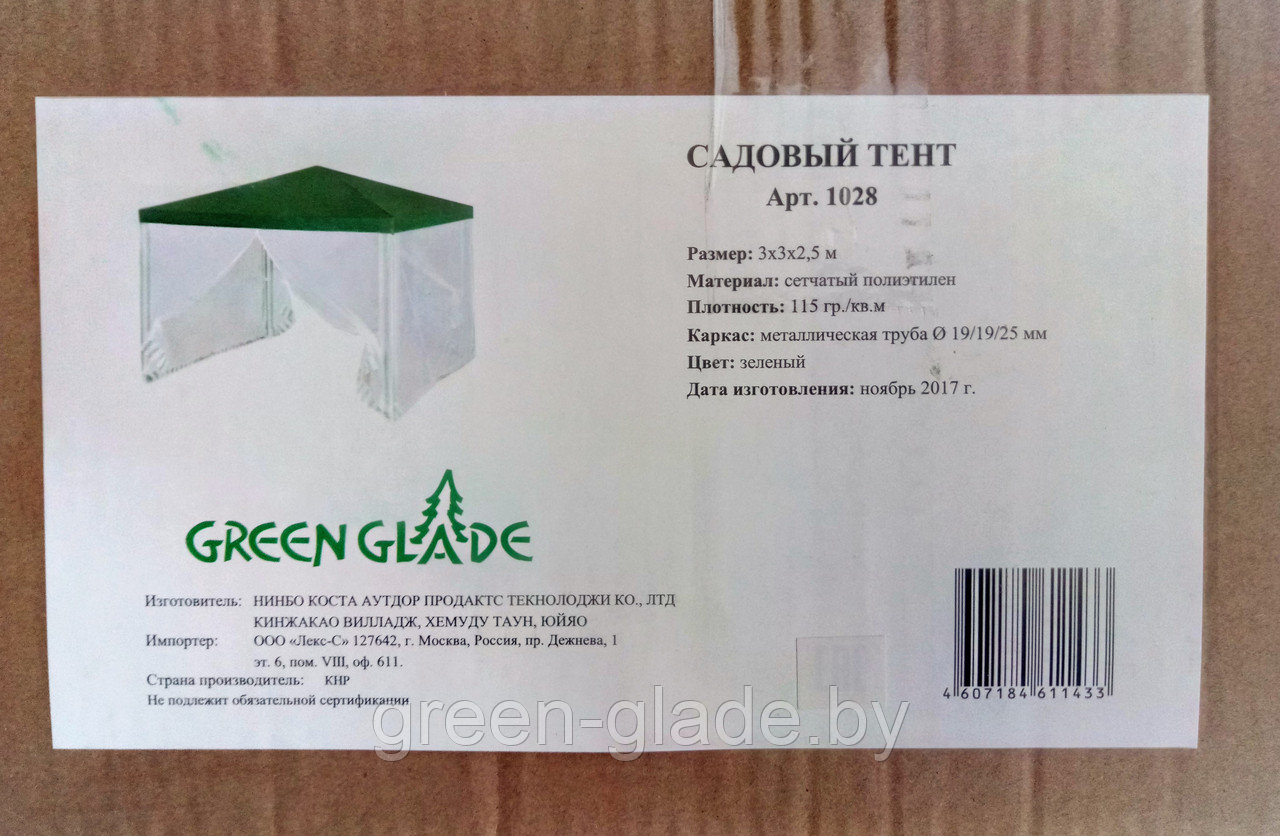 САДОВЫЙ ТЕНТ
Арт. 1028
Размер: 3х3х2,5 м
Материал: сетчатый полиэтилен
Плотность: 115 гр./кв.м
Каркас: металлическая труба Ø 19/19/25 мм
Цвет: зеленый
Дата изготовления: ноябрь 2017 г.
GREEN GLADE
Изготовитель: НИНБО КОСТА АУТДОР ПРОДАКТС ТЕКНОЛОДЖИ КО., ЛТД
КИНЖАКАО ВИЛЛАДЖ, ХЕМУДУ ТАУН, ЮЙЯО
Импортер: ООО «Лекс-С» 127642, г. Москва, Россия, пр. Дежнева, 1
эт. 6, пом. VIII, оф. 611.
Страна производитель: КНР
Не подлежит обязательной сертификации
4 607184 611433
green-glade.by